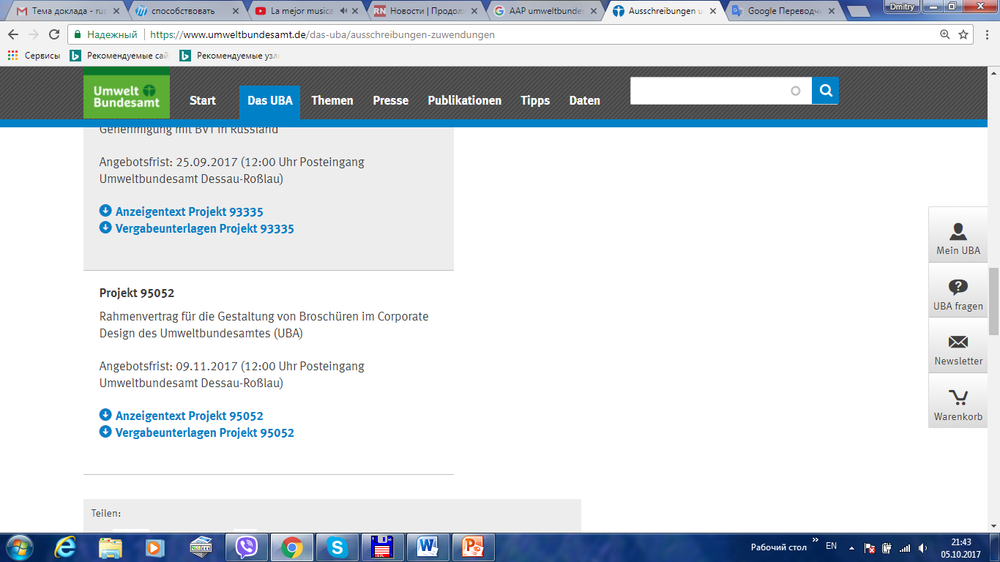 Тема доклада - rus
способствовать
La mejor musica
RN Новости | Продол
AAP umweltbundes
Ausschreibungen u
Google Переводчи
Dmitry
Надежный
https://www.umweltbundesamt.de/das-uba/ausschreibungen-zuwendungen
Сервисы
Рекомендуемые сай
Рекомендуемые узл
Umwelt
Bundesamt
Start
Das UBA
Themen
Presse
Publikationen
Tipps
Daten
Genehmigung mit BVT in Russland
Angebotsfrist: 25.09.2017 (12:00 Uhr Posteingang
Umweltbundesamt Dessau-Roßlau)
Anzeigentext Projekt 93335
Vergabeunterlagen Projekt 93335
Projekt 95052
Rahmenvertrag für die Gestaltung von Broschüren im Corporate
Design des Umweltbundesamtes (UBA)
Angebotsfrist: 09.11.2017 (12:00 Uhr Posteingang
Umweltbundesamt Dessau-Roßlau)
Anzeigentext Projekt 95052
Vergabeunterlagen Projekt 95052
Teilen:
Mein UBA
UBA fragen
Newsletter
Warenkorb
Рабочий стол
EN
21:43
05.10.2017